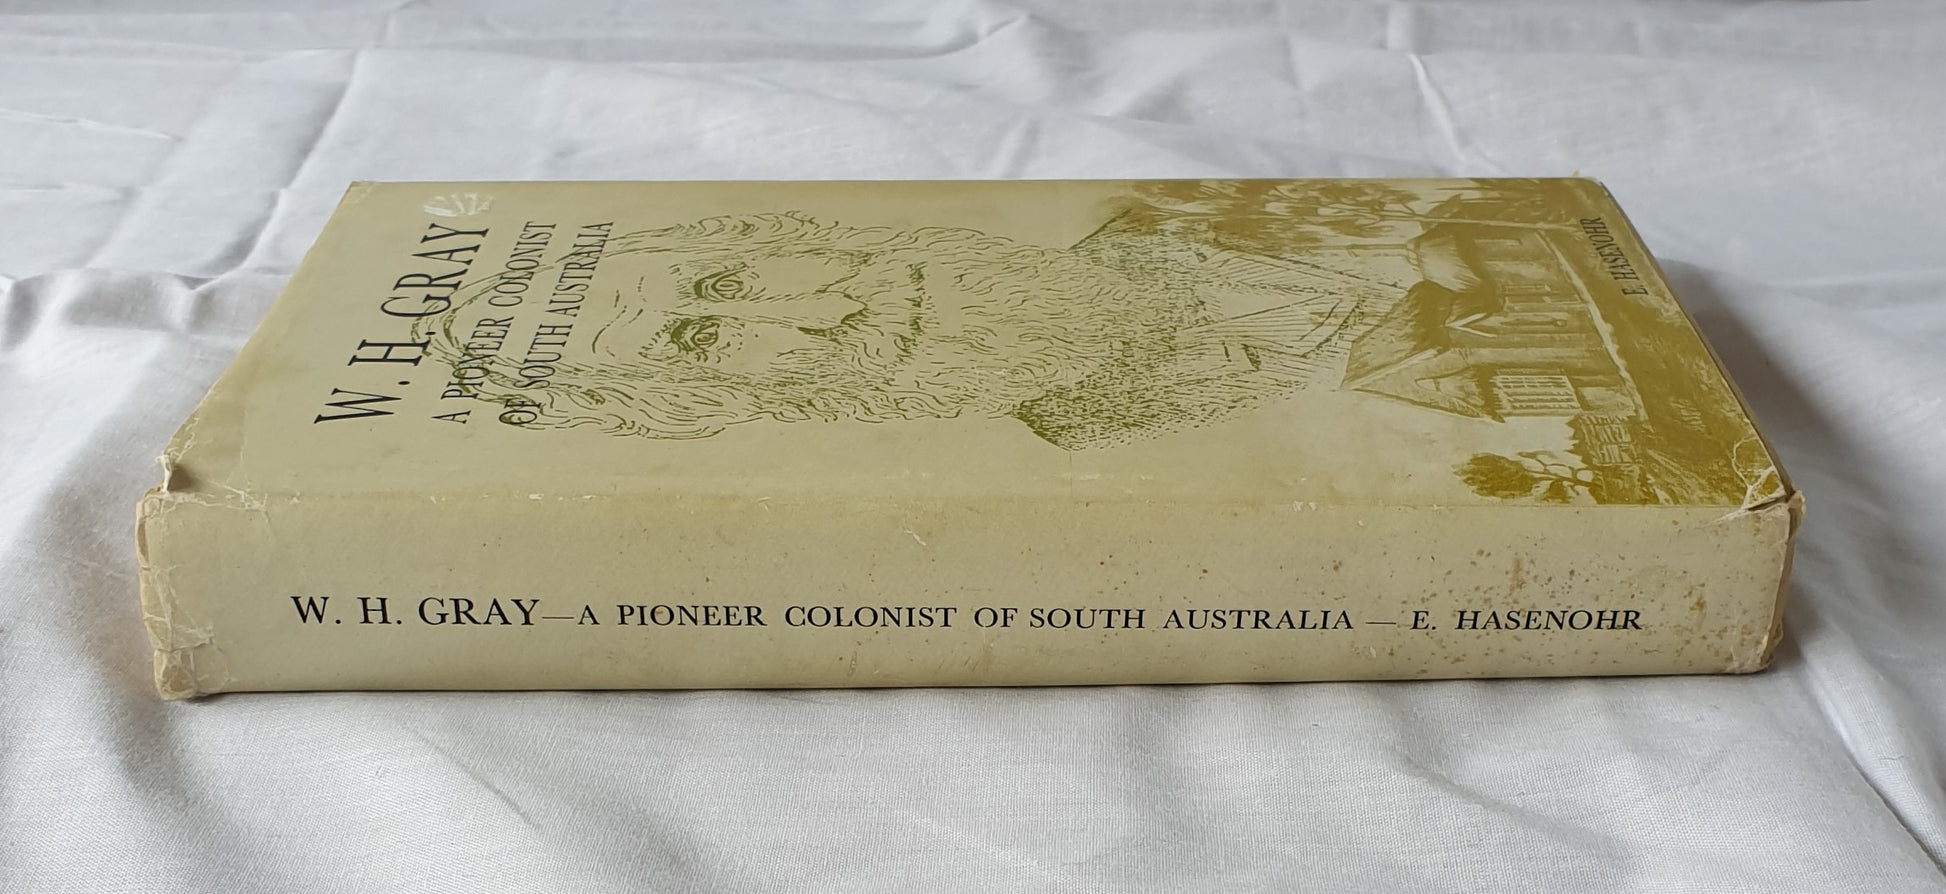 W. H. GRAY
A PIONEER COLONIST
OF SOUTH AUSTRALIA
E. HASENOHR
W. H. GRAY—A PIONEER COLONIST OF SOUTH AUSTRALIA — E. HASENOHR